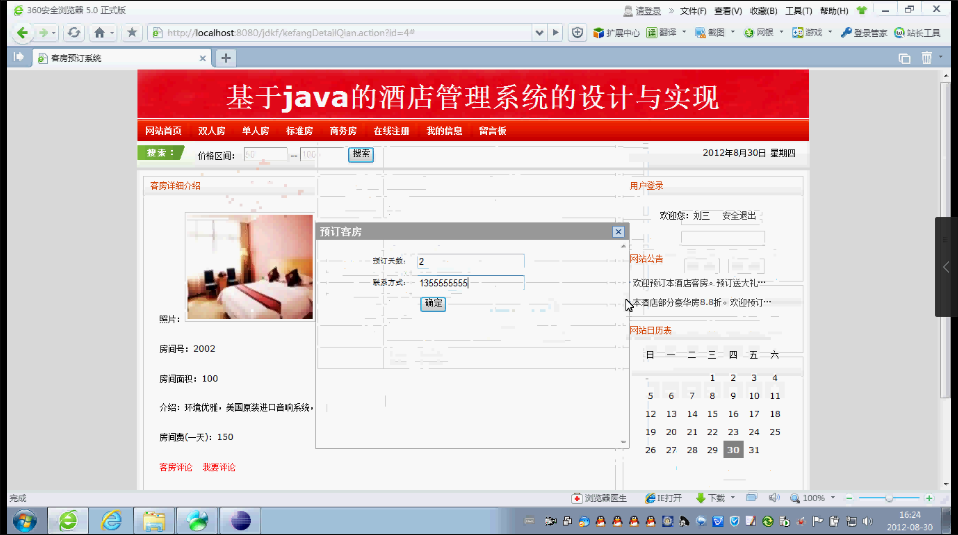 360安全浏览器 5.0 正式版
请登录 » 文件(F) 查看(V) 收藏(B) 工具(T) 帮助(H)
http://localhost:8080/jdkf/kefangDetailQian.action?id=4#
扩展中心 翻译 截图 游戏 网银 登录管家 站长工具
客房预订系统
基于java的酒店管理系统的设计与实现
网站首页 双人房 单人房 标准房 商务房 在线注册 我的信息 留言板
搜索： 价格区间： 50 -- 100 搜索 2012年8月30日 星期四
客房详细介绍
用户登录
欢迎您：刘三 安全退出
预订客房
预订天数： 2
联系方式： 1355555555
确定
网站公告
欢迎预订本酒店客房。预订送大礼…
本酒店部分豪华房8.8折。欢迎预订…
照片：
房间号：2002
房间面积：100
介绍：环境优雅，美国原装进口音响系统，
房间费(一天)：150
客房评论 我要评论
网站日历表
日 一 二 三 四 五 六
1 2 3 4
5 6 7 8 9 10 11
12 13 14 15 16 17 18
19 20 21 22 23 24 25
26 27 28 29 30 31
完成 浏览器医生 IE打开 下载 100%
16:24
2012-08-30